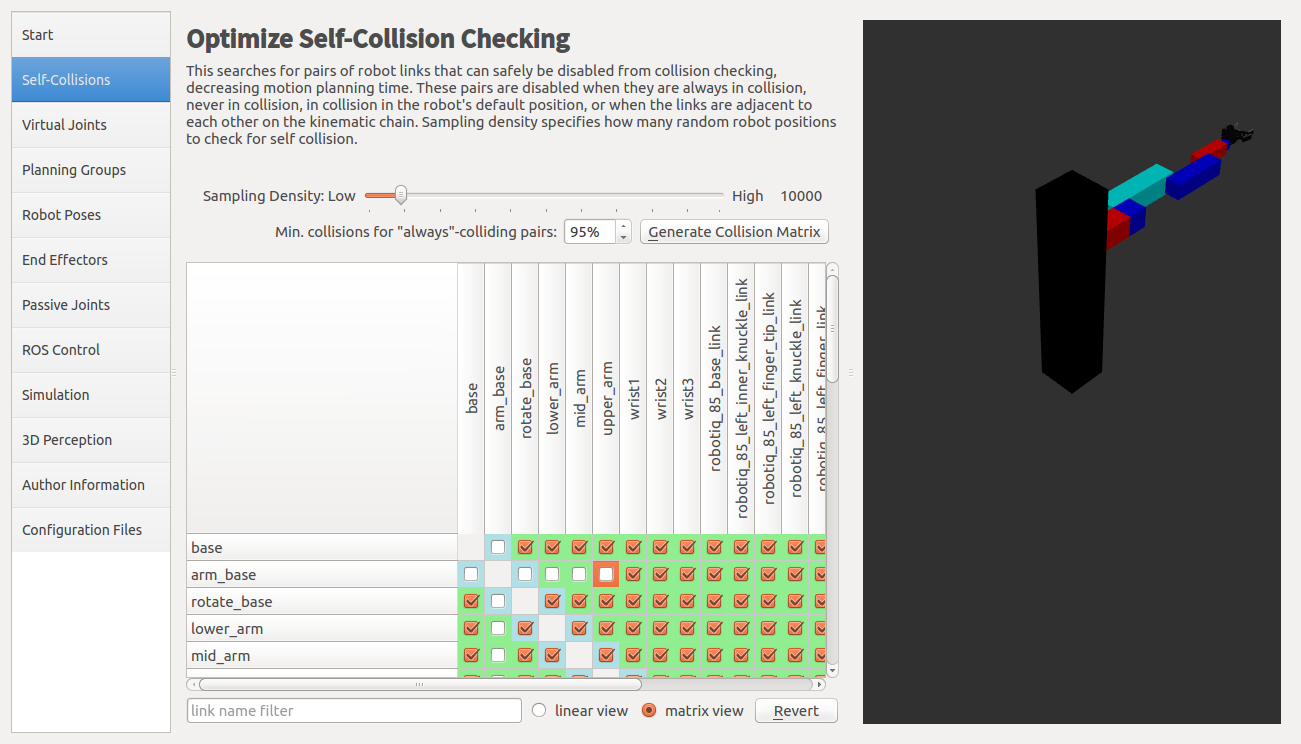 Start
Self-Collisions
Virtual Joints
Planning Groups
Robot Poses
End Effectors
Passive Joints
ROS Control
Simulation
3D Perception
Author Information
Configuration Files
Optimize Self-Collision Checking
This searches for pairs of robot links that can safely be disabled from collision checking,
decreasing motion planning time. These pairs are disabled when they are always in collision,
never in collision, in collision in the robot's default position, or when the links are adjacent to
each other on the kinematic chain. Sampling density specifies how many random robot positions
to check for self collision.
Sampling Density: Low High 10000
Min. collisions for "always"-colliding pairs: 95% Generate Collision Matrix
base
arm_base
rotate_base
lower_arm
mid_arm
upper_arm
wrist1
wrist2
wrist3
robotiq_85_base_link
robotiq_85_left_inner_knuckle_link
robotiq_85_left_finger_tip_link
robotiq_85_left_knuckle_link
robotiq_85_left_finger_link
base
arm_base
rotate_base
lower_arm
mid_arm
link name filter linear view matrix view Revert